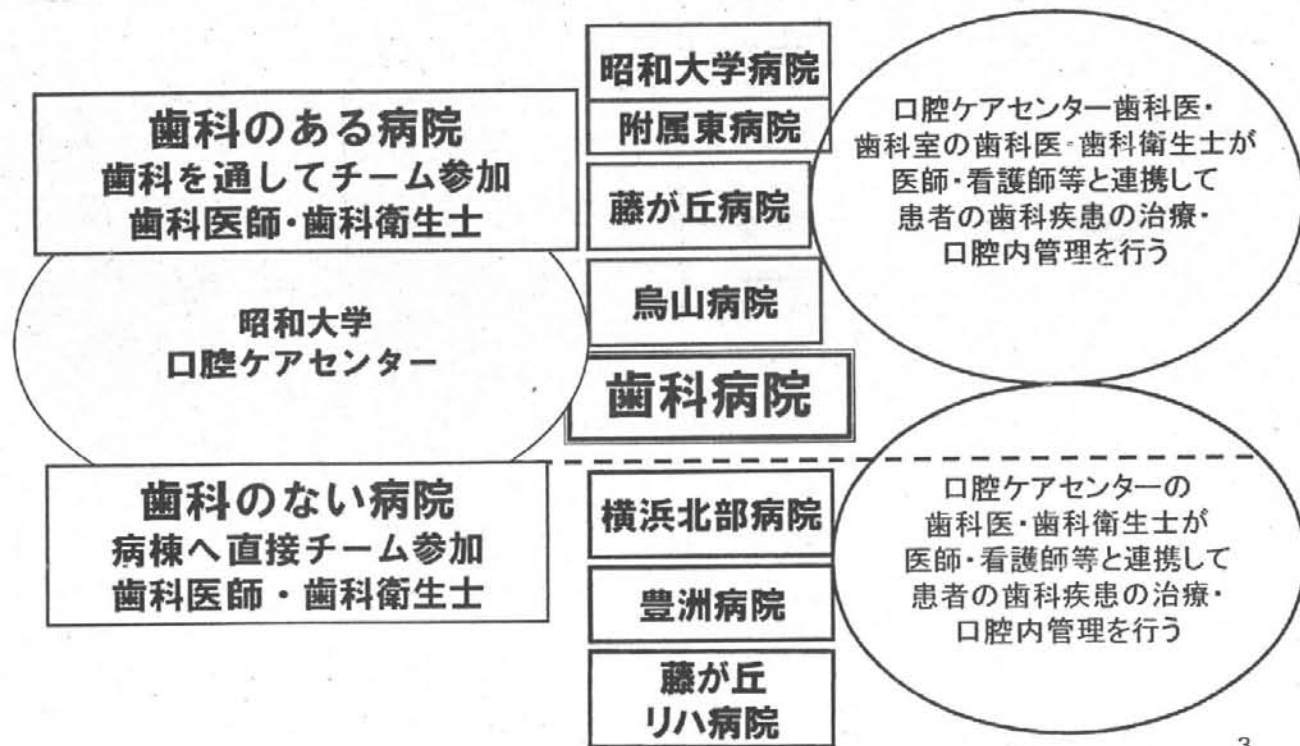 歯科のある病院
歯科を通してチーム参加
歯科医師・歯科衛生士
昭和大学
口腔ケアセンター
歯科のない病院
病棟へ直接チーム参加
歯科医師・歯科衛生士
昭和大学病院
附属東病院
藤が丘病院
烏山病院
歯科病院
横浜北部病院
豊洲病院
藤が丘
リハ病院
口腔ケアセンター歯科医・
歯科室の歯科医・歯科衛生士が
医師・看護師等と連携して
患者の歯科疾患の治療・
口腔内管理を行う
口腔ケアセンターの
歯科医・歯科衛生士が
医師・看護師等と連携して
患者の歯科疾患の治療・
口腔内管理を行う
3